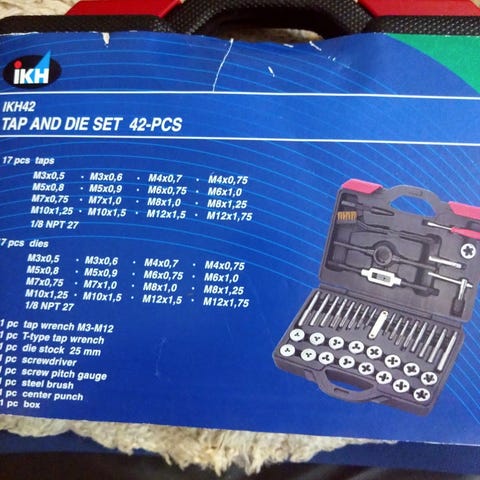 iKH
IKH42
TAP AND DIE SET 42-PCS
17 pcs taps
M3x0,5 · M3x0,6 · M4x0,7 · M4x0,75
M5x0,8 · M5x0,9 · M6x0,75 · M6x1,0
M7x0,75 · M7x1,0 · M8x1,0 · M8x1,25
M10x1,25 · M10x1,5 · M12x1,5 · M12x1,75
1/8 NPT 27
7 pcs dies
M3x0,5 · M3x0,6 · M4x0,7 · M4x0,75
M5x0,8 · M5x0,9 · M6x0,75 · M6x1,0
M7x0,75 · M7x1,0 · M8x1,0 · M8x1,25
M10x1,25 · M10x1,5 · M12x1,5 · M12x1,75
1/8 NPT 27
1 pc tap wrench M3-M12
1 pc T-type tap wrench
1 pc die stock 25 mm
1 pc screwdriver
1 pc screw pitch gauge
1 pc steel brush
1 pc center punch
1 pc box